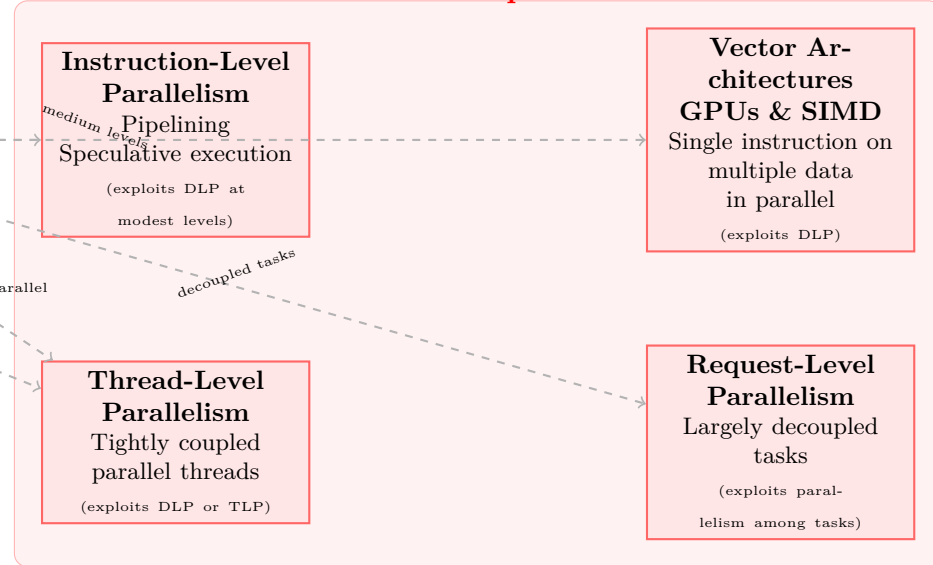 Instruction-Level
Parallelism
Pipelining
Speculative execution
(exploits DLP at
modest levels)
medium levels
Vector Ar-
chitectures
GPUs & SIMD
Single instruction on
multiple data
in parallel
(exploits DLP)
decoupled tasks
arallel
Thread-Level
Parallelism
Tightly coupled
parallel threads
(exploits DLP or TLP)
Request-Level
Parallelism
Largely decoupled
tasks
(exploits paral-
lelism among tasks)